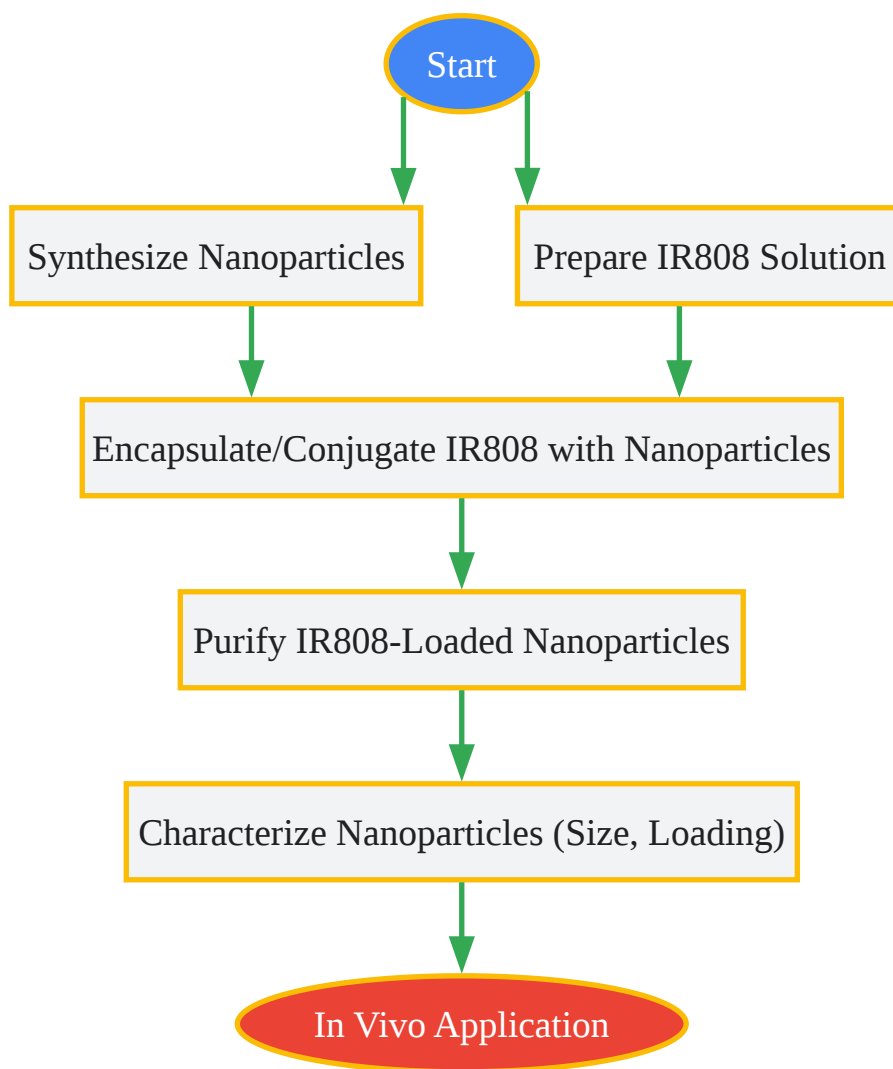 Start
Synthesize Nanoparticles
Prepare IR808 Solution
Encapsulate/Conjugate IR808 with Nanoparticles
Purify IR808-Loaded Nanoparticles
Characterize Nanoparticles (Size, Loading)
In Vivo Application